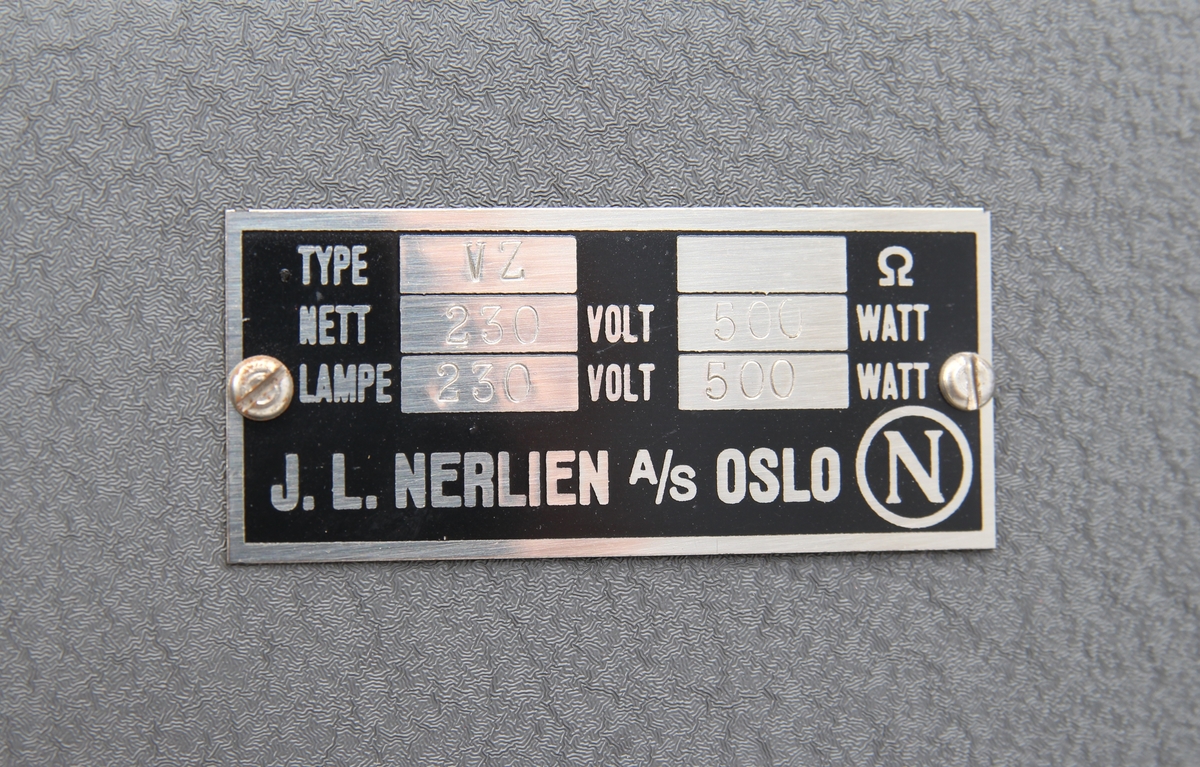 TYPE VZ Ω
NETT 230 VOLT 500 WATT
LAMPE 230 VOLT 500 WATT
J. L. NERLIEN A/S OSLO N